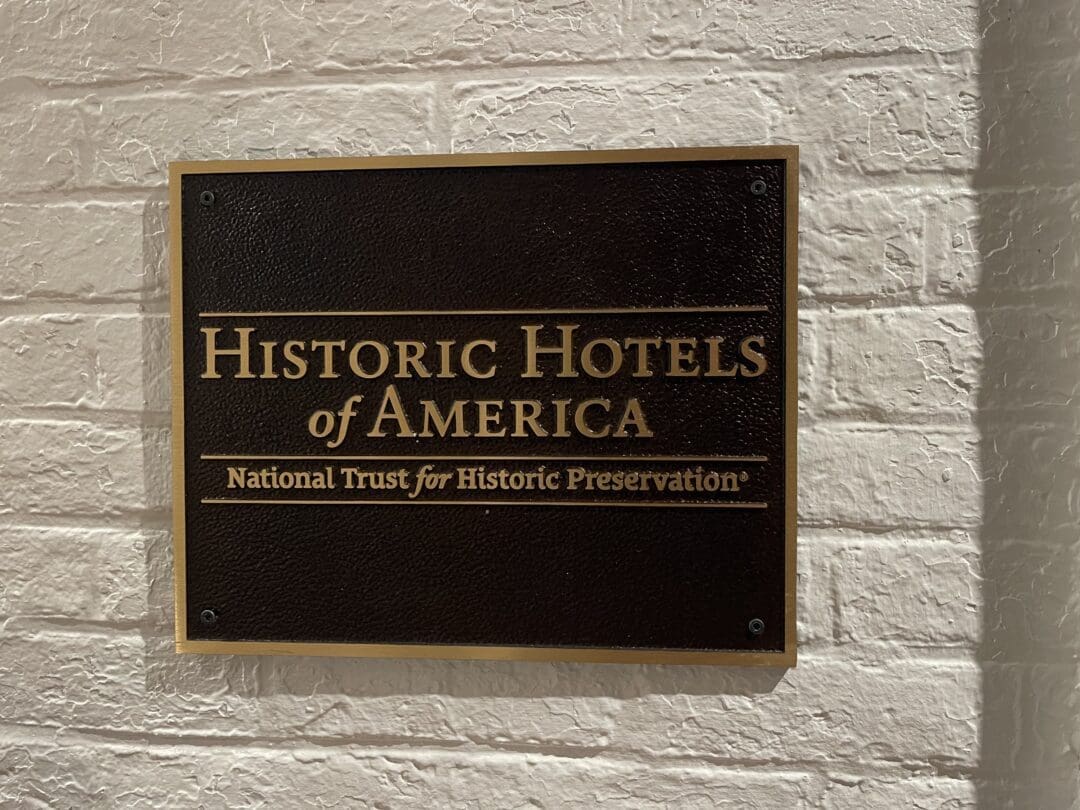 Historic Hotels
of America
National Trust for Historic Preservation®